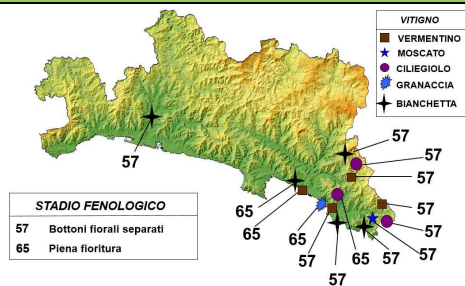 VITIGNO
VERMENTINO
MOSCATO
CILIEGIOLO
GRANACCIA
BIANCHETTA
57
57
57
57
65
65
57
57
65
57
65
57
57
57
STADIO FENOLOGICO
57 Bottoni fiorali separati
65 Piena fioritura